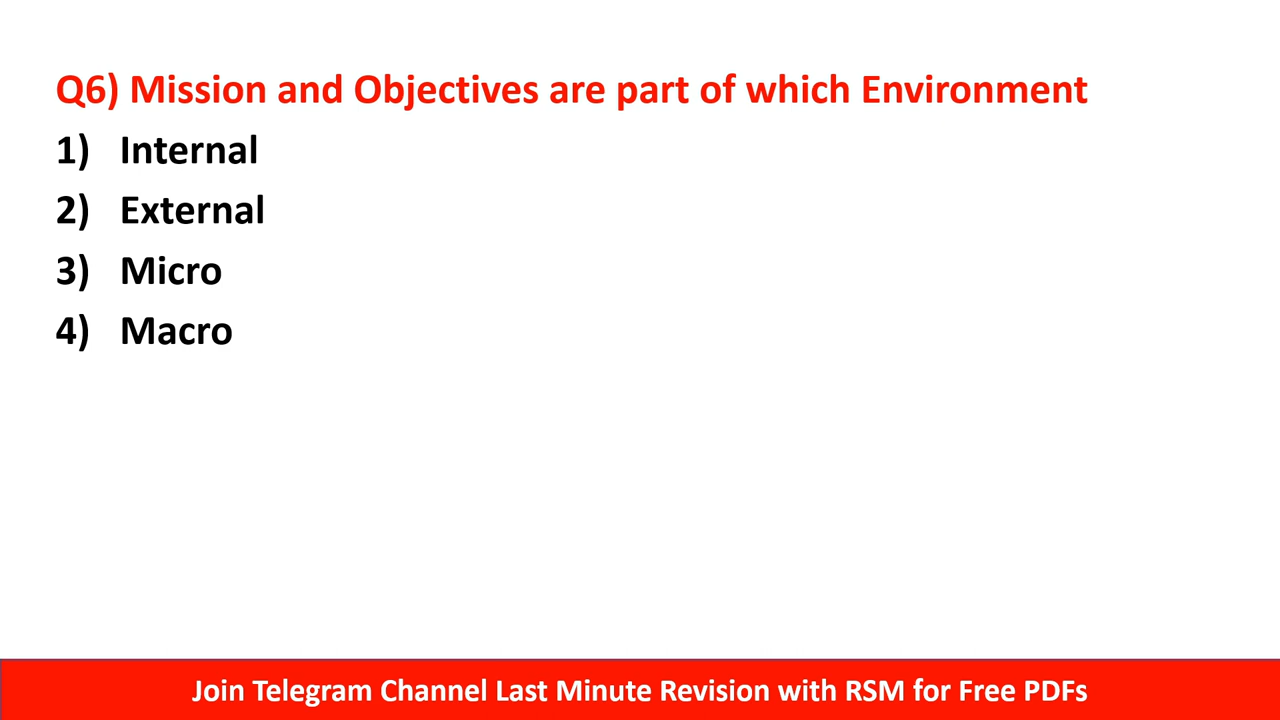 Q6) Mission and Objectives are part of which Environment
1) Internal
2) External
3) Micro
4) Macro
Join Telegram Channel Last Minute Revision with RSM for Free PDFs